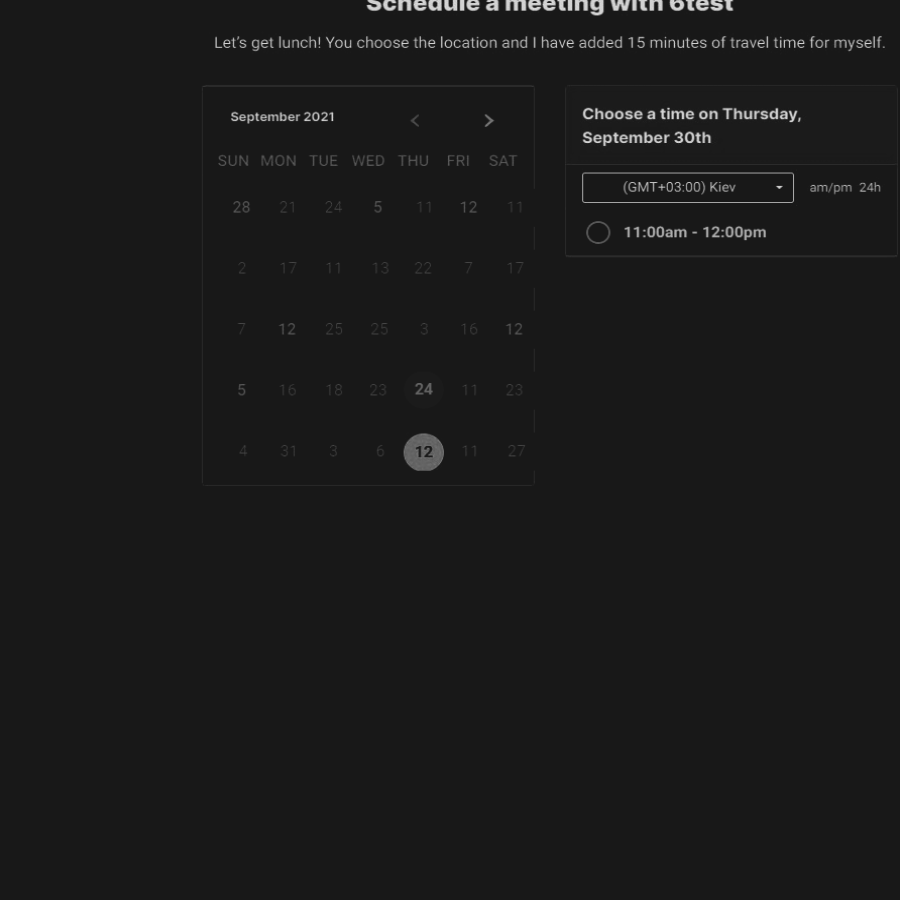 Schedule a meeting with 6test
Let's get lunch! You choose the location and I have added 15 minutes of travel time for myself.
September 2021
SUN MON TUE WED THU FRI SAT
28 21 24 5 11 12 11
2 17 11 13 22 7 17
7 12 25 25 3 16 12
5 16 18 23 24 11 23
4 31 3 6 12 11 27
Choose a time on Thursday,
September 30th
(GMT+03:00) Kiev am/pm 24h
11:00am - 12:00pm